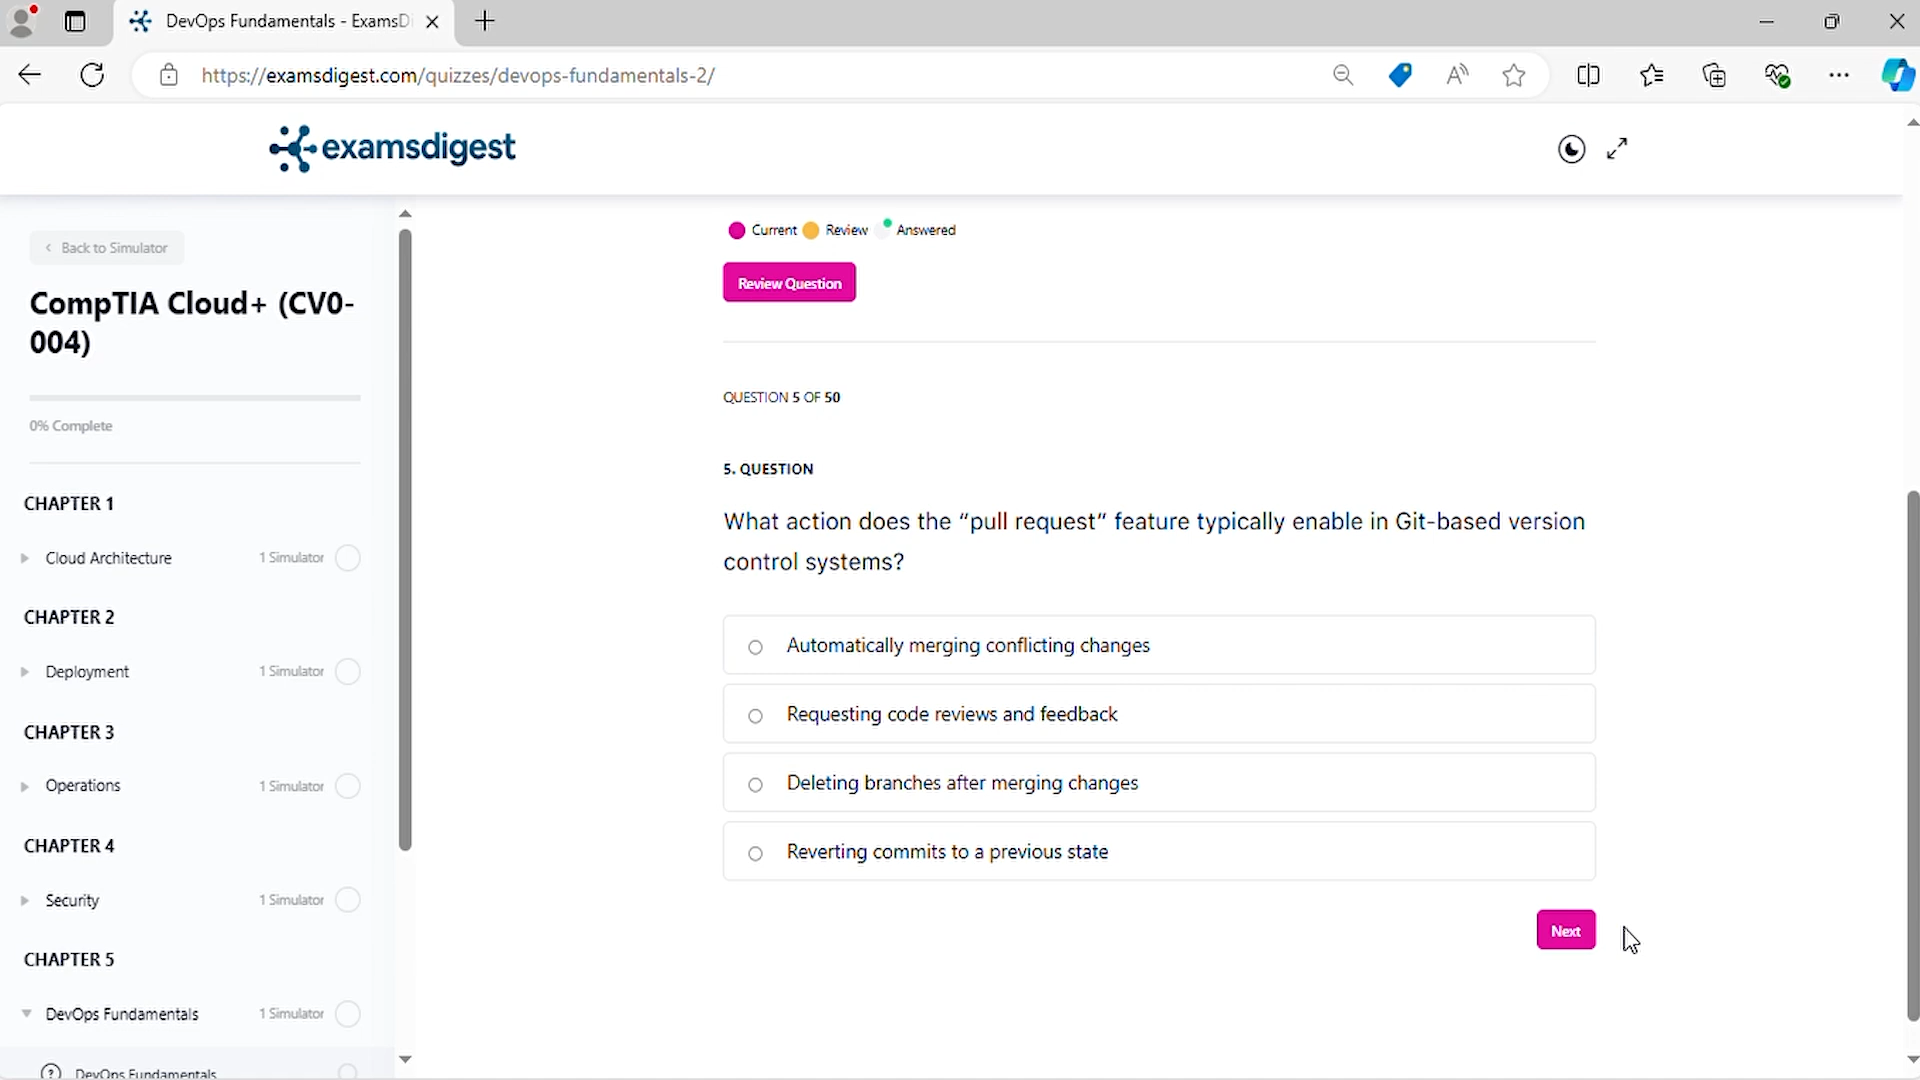 DevOps Fundamentals - ExamsDi
https://examsdigest.com/quizzes/devops-fundamentals-2/
examsdigest
Back to Simulator
CompTIA Cloud+ (CV0-
004)
0% Complete
CHAPTER 1
Cloud Architecture 1 Simulator
CHAPTER 2
Deployment 1 Simulator
CHAPTER 3
Operations 1 Simulator
CHAPTER 4
Security 1 Simulator
CHAPTER 5
DevOps Fundamentals 1 Simulator
DevOps Fundamentals
Current Review Answered
Review Question
QUESTION 5 OF 50
5. QUESTION
What action does the “pull request” feature typically enable in Git-based version
control systems?
Automatically merging conflicting changes
Requesting code reviews and feedback
Deleting branches after merging changes
Reverting commits to a previous state
Next